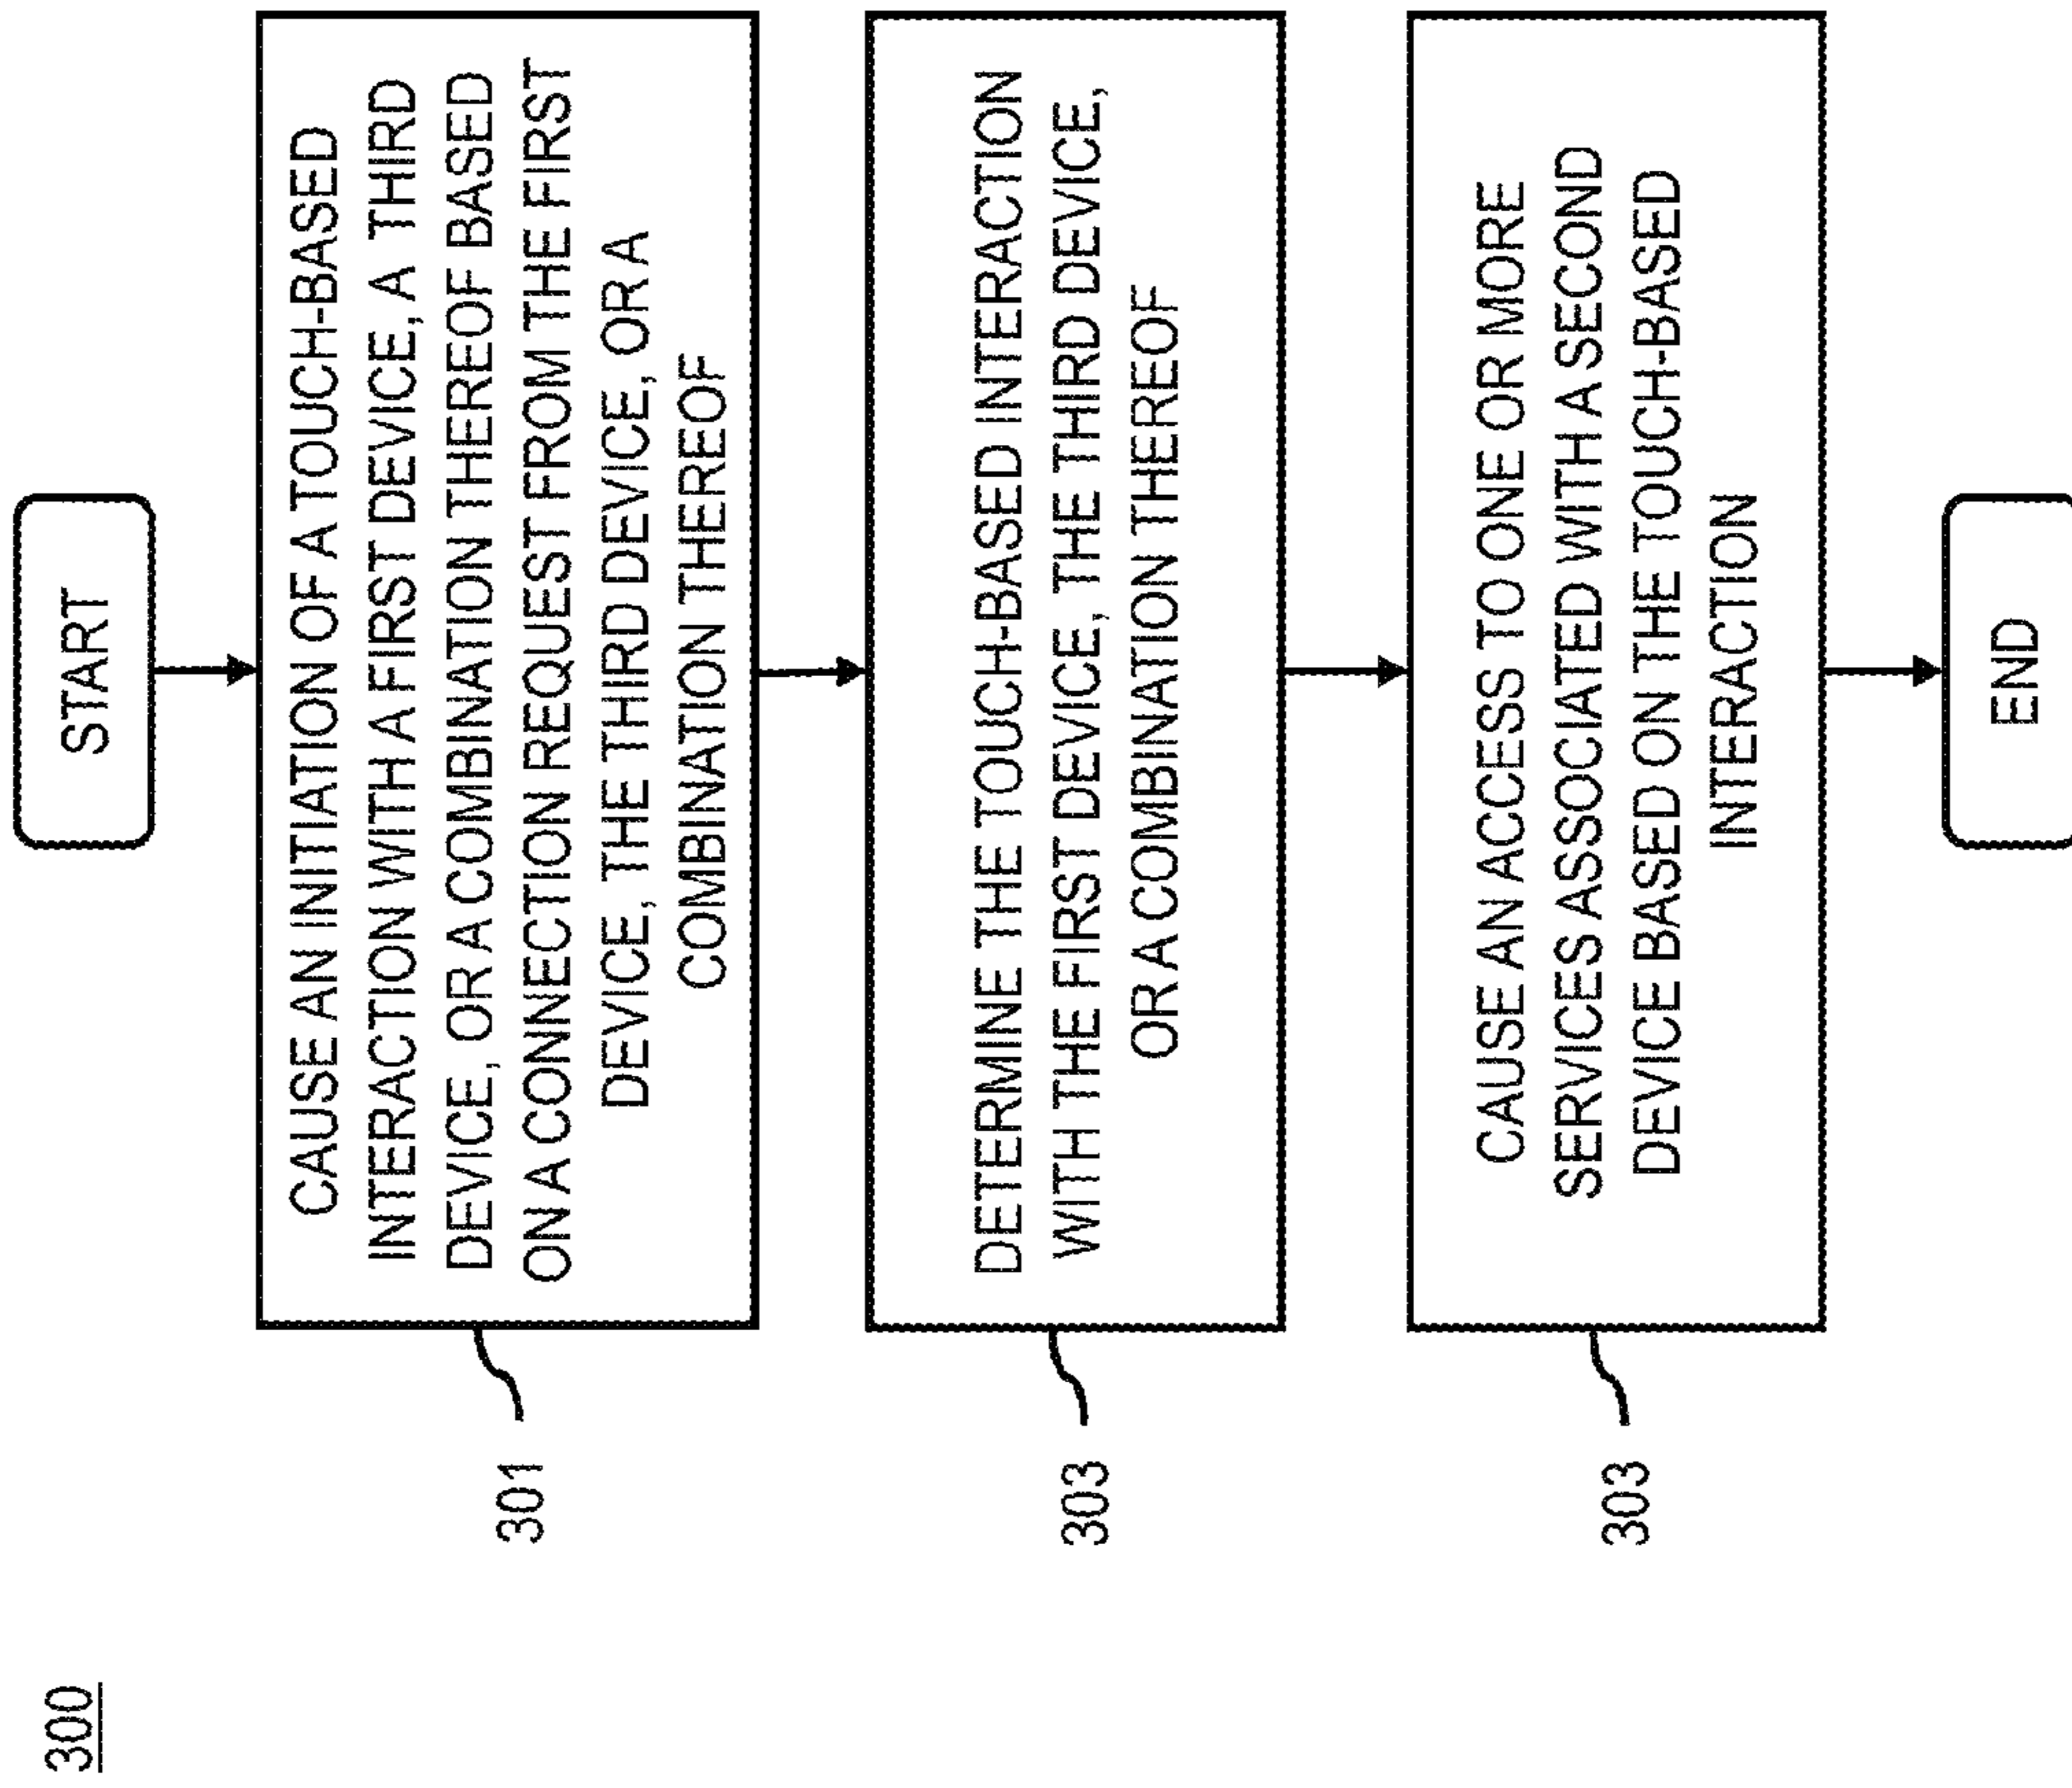 300
START
301
CAUSE AN INITIATION OF A TOUCH-BASED
INTERACTION WITH A FIRST DEVICE, A THIRD
DEVICE, OR A COMBINATION THEREOF BASED
ON A CONNECTION REQUEST FROM THE FIRST
DEVICE, THE THIRD DEVICE, OR A
COMBINATION THEREOF
303
DETERMINE THE TOUCH-BASED INTERACTION
WITH THE FIRST DEVICE, THE THIRD DEVICE,
OR A COMBINATION THEREOF
303
CAUSE AN ACCESS TO ONE OR MORE
SERVICES ASSOCIATED WITH A SECOND
DEVICE BASED ON THE TOUCH-BASED
INTERACTION
END